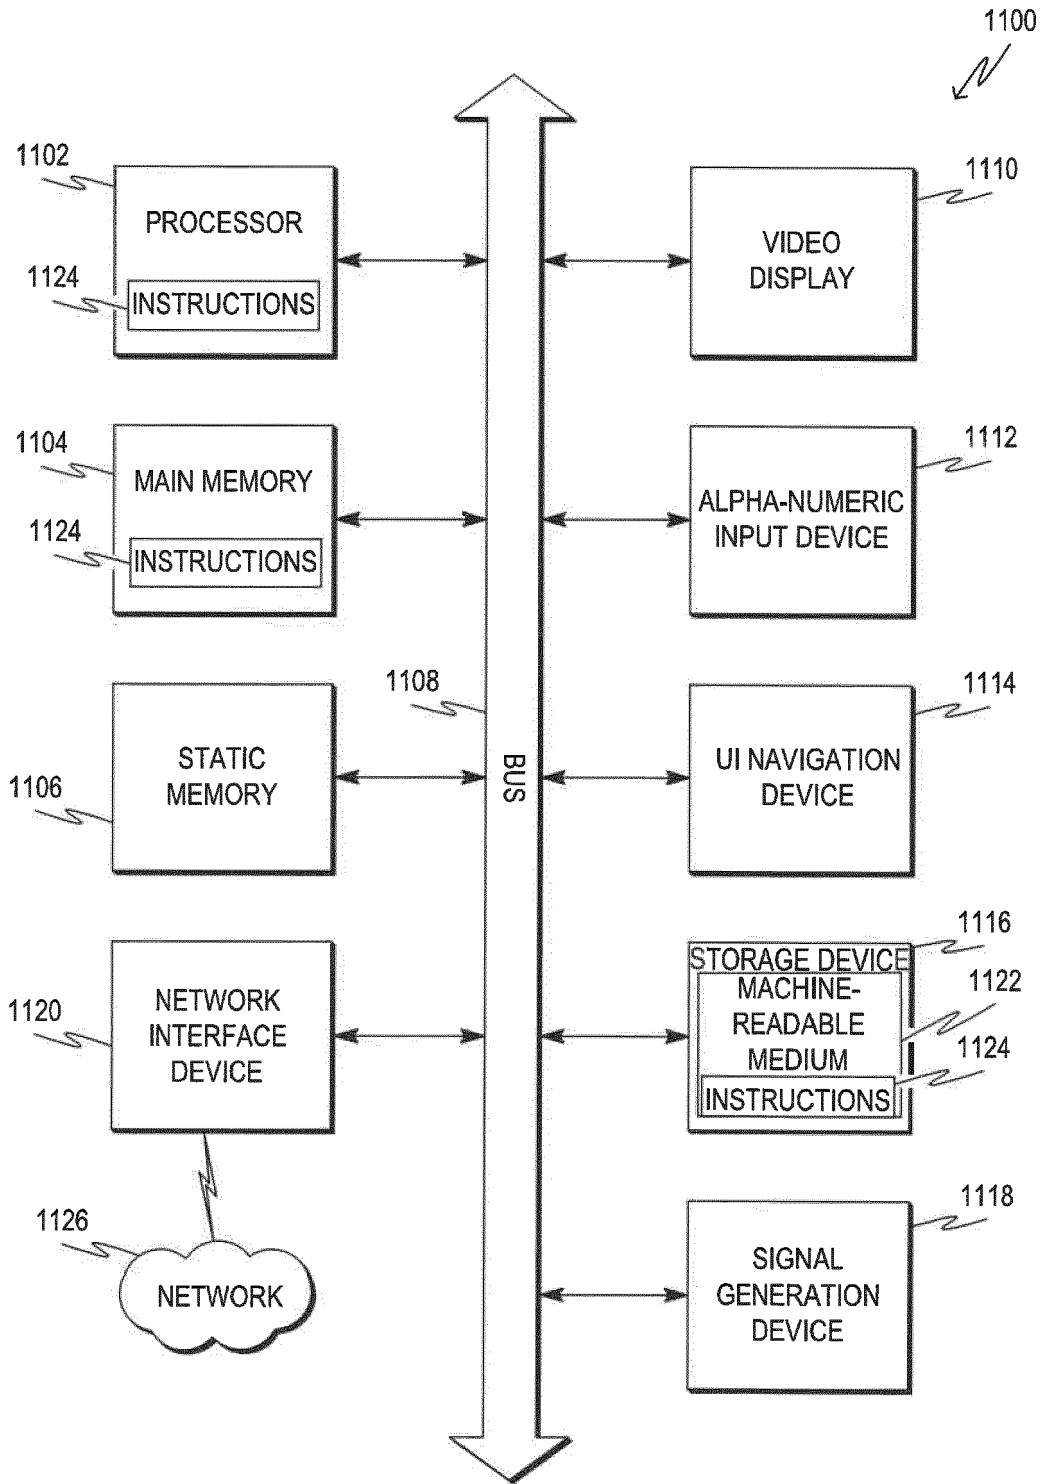 1100
1102
PROCESSOR
1124
INSTRUCTIONS
1110
VIDEO
DISPLAY
1104
MAIN MEMORY
1124
INSTRUCTIONS
1112
ALPHA-NUMERIC
INPUT DEVICE
1108
BUS
1106
STATIC
MEMORY
1114
UI NAVIGATION
DEVICE
1120
NETWORK
INTERFACE
DEVICE
1116
STORAGE DEVICE
1122
MACHINE-
READABLE
MEDIUM
1124
INSTRUCTIONS
1126
NETWORK
1118
SIGNAL
GENERATION
DEVICE